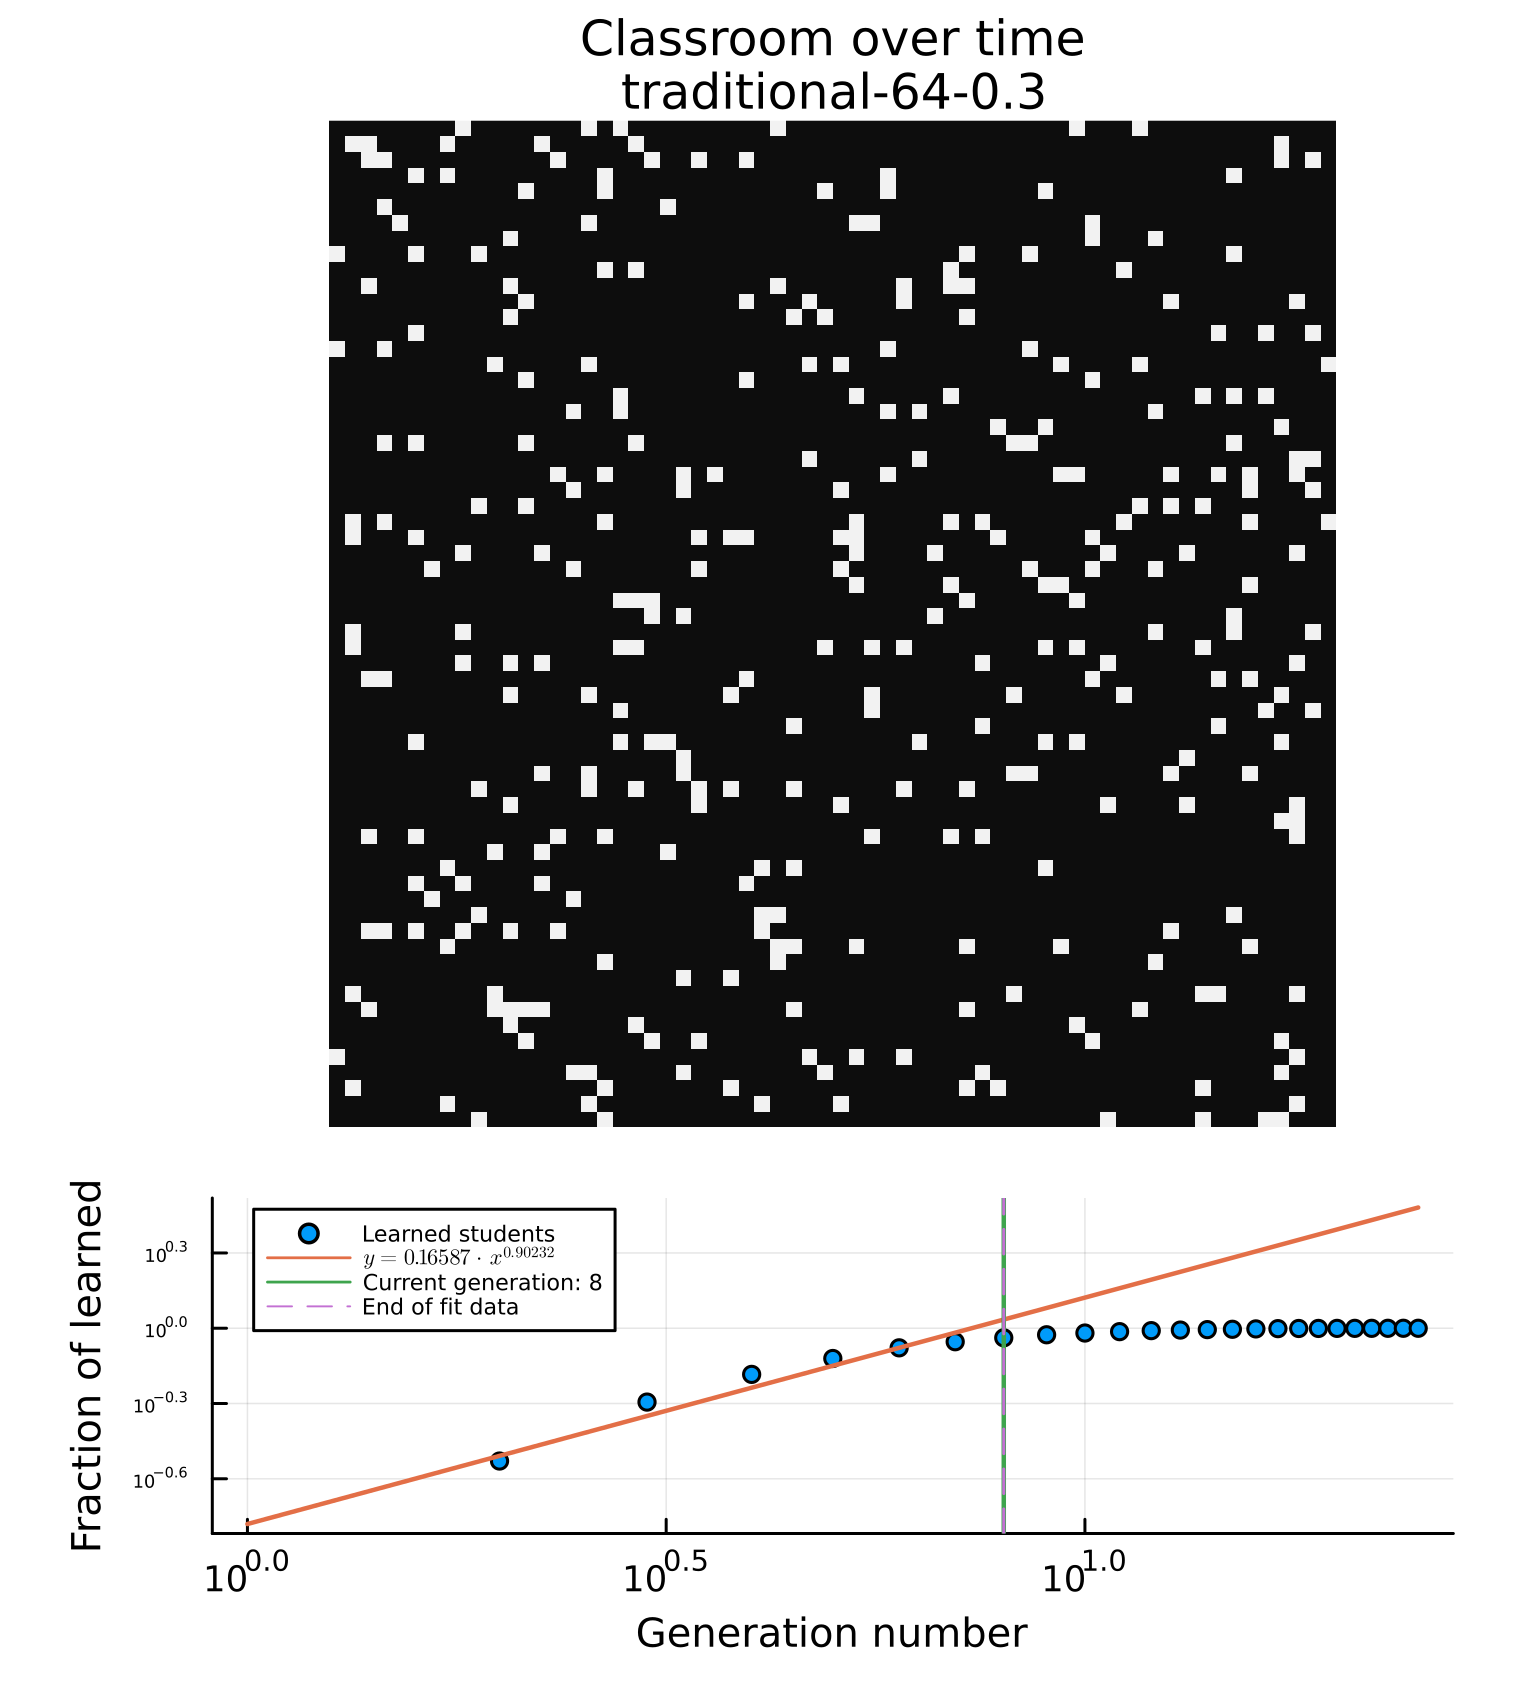 Classroom over time
traditional-64-0.3
Fraction of learned
10^0.3
10^0.0
10^−0.3
10^−0.6
Learned students
y = 0.16587 · x^0.90232
Current generation: 8
End of fit data
10^0.0 10^0.5 10^1.0
Generation number